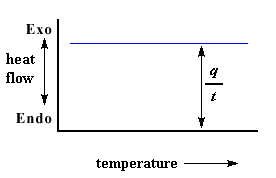 Exo
heat
flow
Endo
q
t
temperature